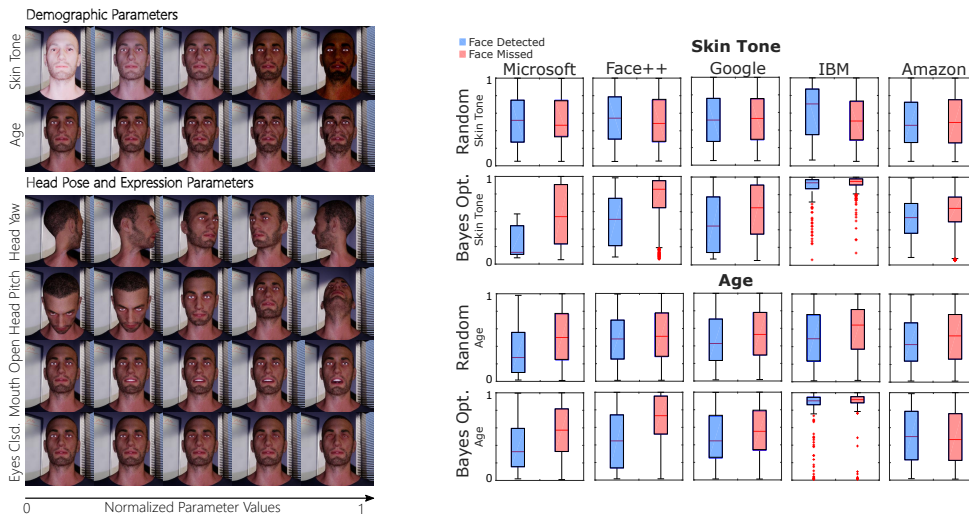 Demographic Parameters
Skin Tone
Age
Head Pose and Expression Parameters
Head Yaw
Head Pitch
Mouth Open
Eyes Clsd.
0
Normalized Parameter Values
1
Face Detected
Face Missed
Skin Tone
Microsoft
Face++
Google
IBM
Amazon
Random
Skin Tone
1
0
Bayes Opt.
Skin Tone
1
0
Age
Random
Age
1
0
Bayes Opt.
Age
1
0